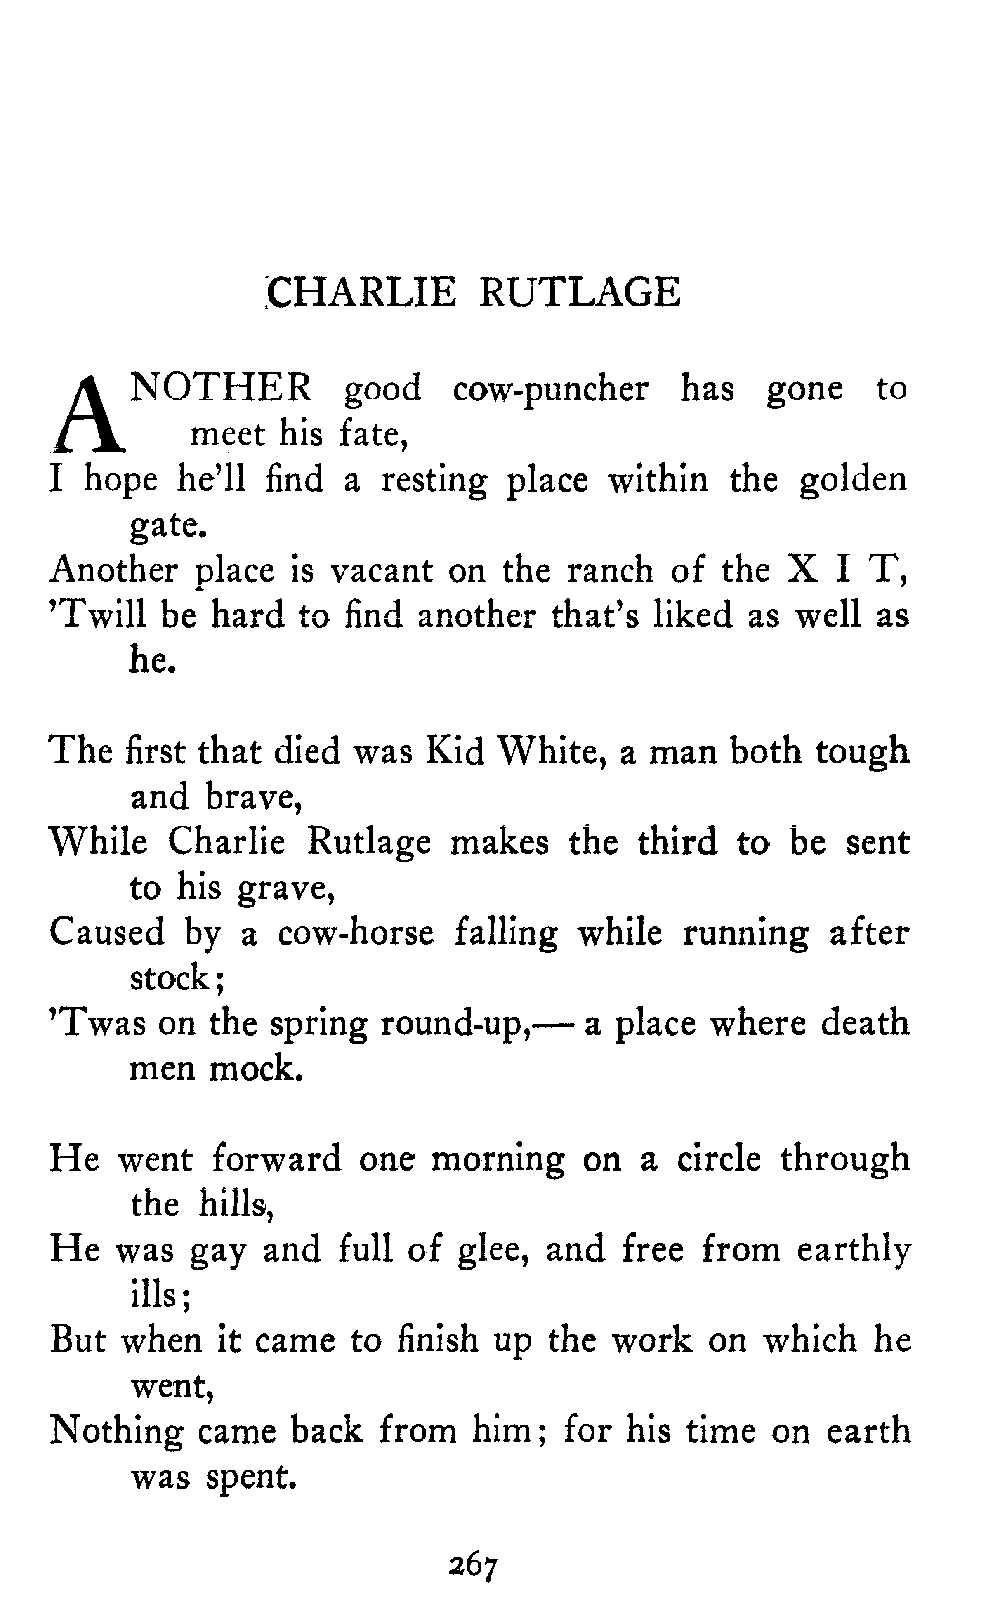 CHARLIE RUTLAGE
ANOTHER good cow-puncher has gone to
meet his fate,
I hope he'll find a resting place within the golden
gate.
Another place is vacant on the ranch of the X I T,
'Twill be hard to find another that's liked as well as
he.
The first that died was Kid White, a man both tough
and brave,
While Charlie Rutlage makes the third to be sent
to his grave,
Caused by a cow-horse falling while running after
stock;
'Twas on the spring round-up,— a place where death
men mock.
He went forward one morning on a circle through
the hills,
He was gay and full of glee, and free from earthly
ills;
But when it came to finish up the work on which he
went,
Nothing came back from him; for his time on earth
was spent.
267